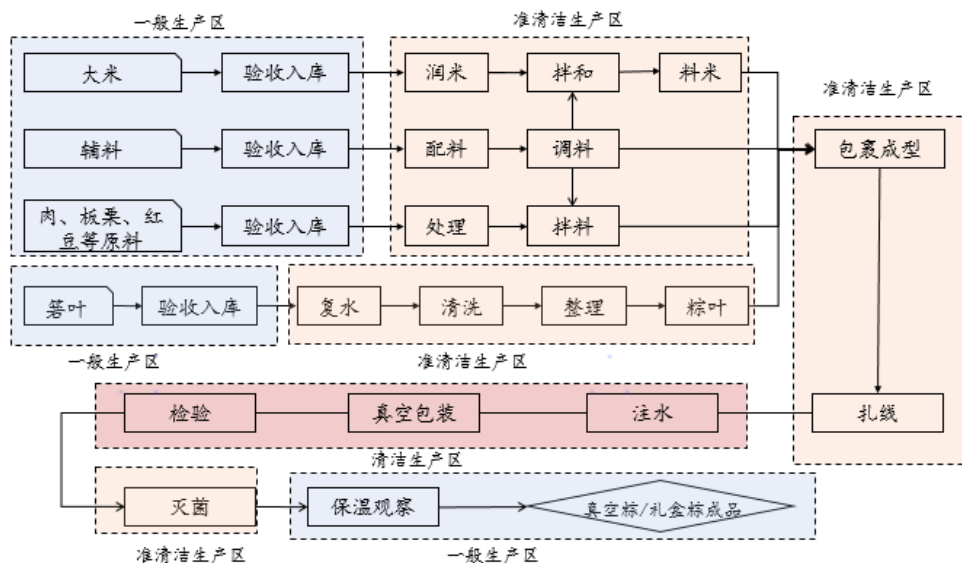 一般生产区
准清洁生产区
大米
验收入库
润米
拌和
料米
准清洁生产区
辅料
验收入库
配料
调料
包裹成型
肉、板栗、红
豆等原料
验收入库
处理
拌料
箬叶
验收入库
复水
清洗
整理
粽叶
一般生产区
准清洁生产区
检验
真空包装
注水
扎线
清洁生产区
灭菌
保温观察
真空粽/礼盒粽成品
准清洁生产区
一般生产区